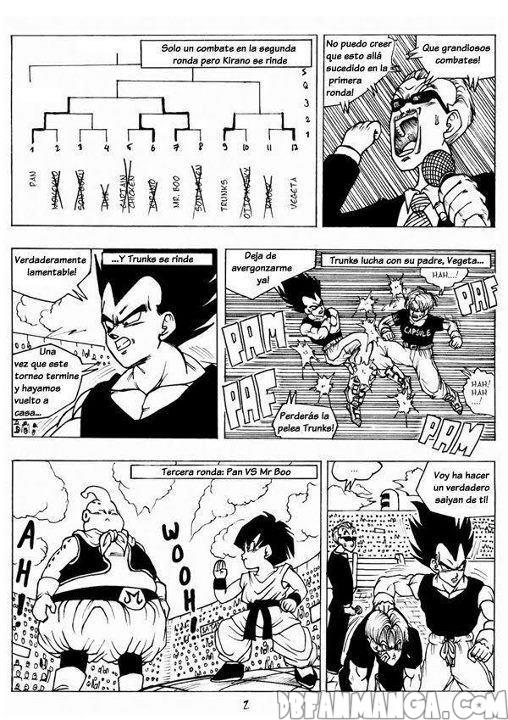 Solo un combate en la segunda
ronda pero Kirano se rinde
S
Q
3
2
1
1 2 3 4 5 6 7 8 9 10 11 12
PAN
MR. BOO
TRUNKS
VEGETA
CAPTAIN
CHICKEN
No puedo creer
que esto allá
sucedido en la
primera
ronda!
Que grandiosos
combates!
Verdaderamente
lamentable!
...Y Trunks se rinde
Una
vez que este
torneo termine
y hayamos
vuelto a
casa...
Deja de
avergonzarme
ya!
Trunks lucha con su padre, Vegeta...
HAH....!
PAF
CAPSULE
PAM
PAF
HAH!
HAH
...!
Perderás la
pelea Trunks!
PAM
Tercera ronda: Pan VS Mr Boo
AH!
WOOH!
M
...
Voy ha hacer
un verdadero
saiyan de ti!
2
DBFANMANGA.COM